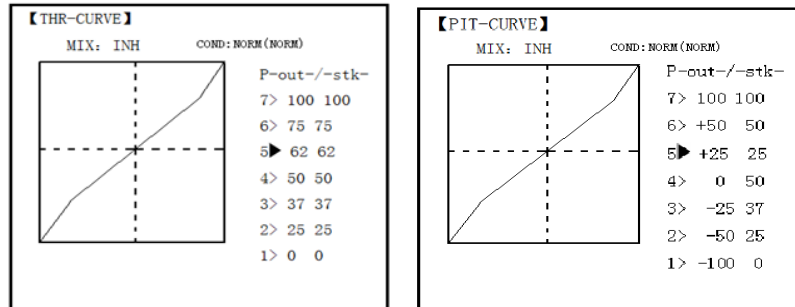 【THR-CURVE】
MIX: INH COND:NORM(NORM)
P-out-/-stk-
7> 100 100
6> 75 75
5▶ 62 62
4> 50 50
3> 37 37
2> 25 25
1> 0 0
【PIT-CURVE】
MIX: INH COND:NORM(NORM)
P-out-/-stk-
7> 100 100
6> +50 50
5▶ +25 25
4> 0 50
3> -25 37
2> -50 25
1> -100 0